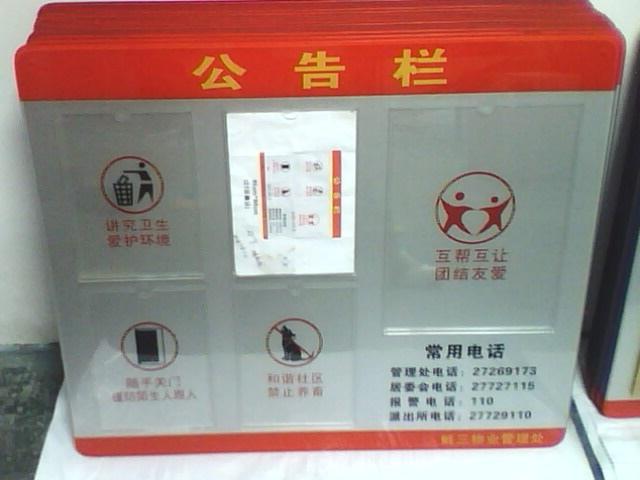 公告栏
讲究卫生
爱护环境
互帮互让
团结友爱
随手关门
谨防陌生人跟入
和谐社区
禁止养畜
常用电话
管理处电话：27269173
居委会电话：27727115
报警电话：110
派出所电话：27729110
三物业管理处